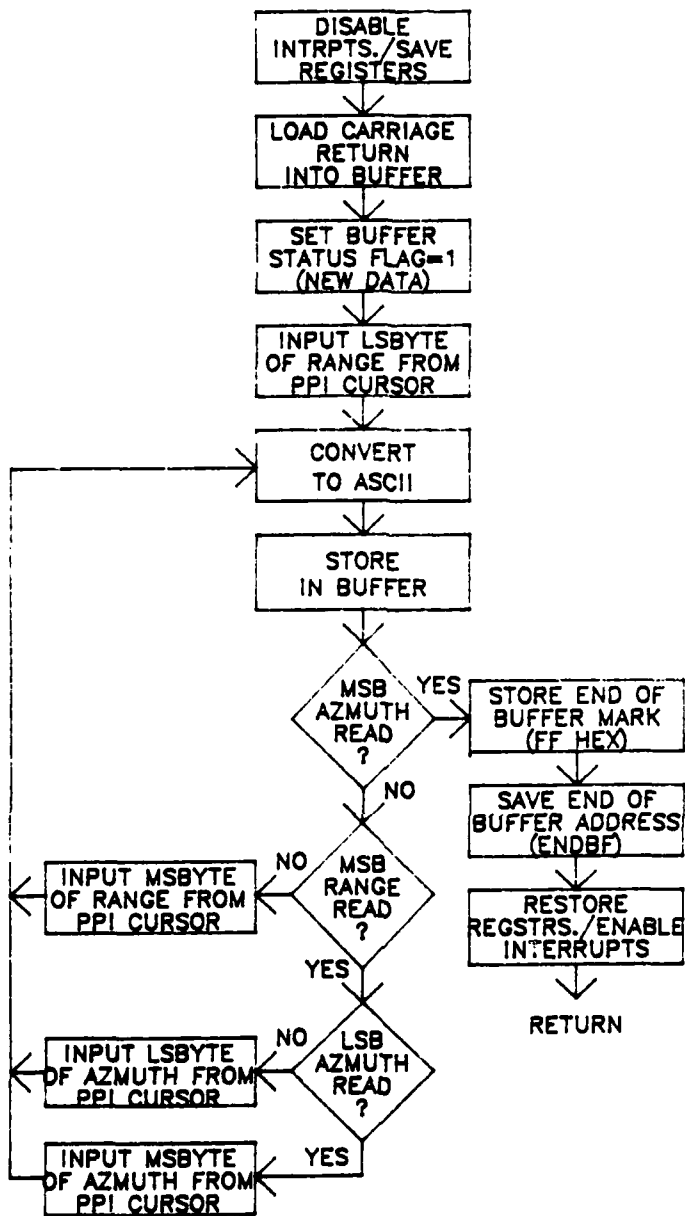 DISABLE
INTRPTS./SAVE
REGISTERS
LOAD CARRIAGE
RETURN
INTO BUFFER
SET BUFFER
STATUS FLAG=1
(NEW DATA)
INPUT LSBYTE
OF RANGE FROM
PPI CURSOR
CONVERT
TO ASCII
STORE
IN BUFFER
MSB
AZMUTH
READ
?
YES
STORE END OF
BUFFER MARK
(FF HEX)
NO
SAVE END OF
BUFFER ADDRESS
(ENDBF)
RESTORE
REGSTRS./ENABLE
INTERRUPTS
RETURN
MSB
RANGE
READ
?
NO
INPUT MSBYTE
OF RANGE FROM
PPI CURSOR
YES
LSB
AZMUTH
READ
?
NO
INPUT LSBYTE
OF AZMUTH FROM
PPI CURSOR
YES
INPUT MSBYTE
OF AZMUTH FROM
PPI CURSOR